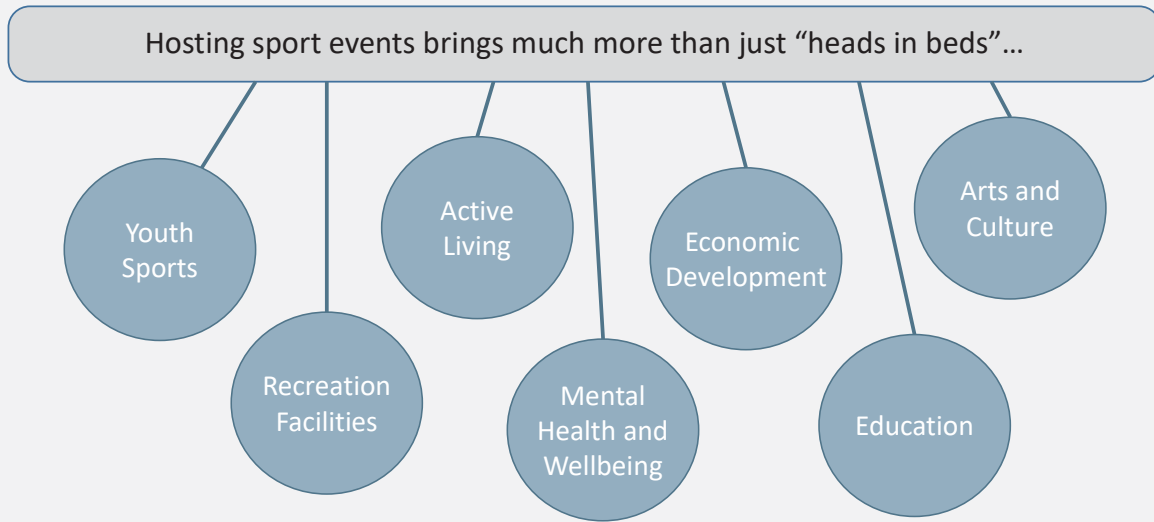 Hosting sport events brings much more than just “heads in beds”…
Youth
Sports
Recreation
Facilities
Active
Living
Mental
Health and
Wellbeing
Economic
Development
Education
Arts and
Culture